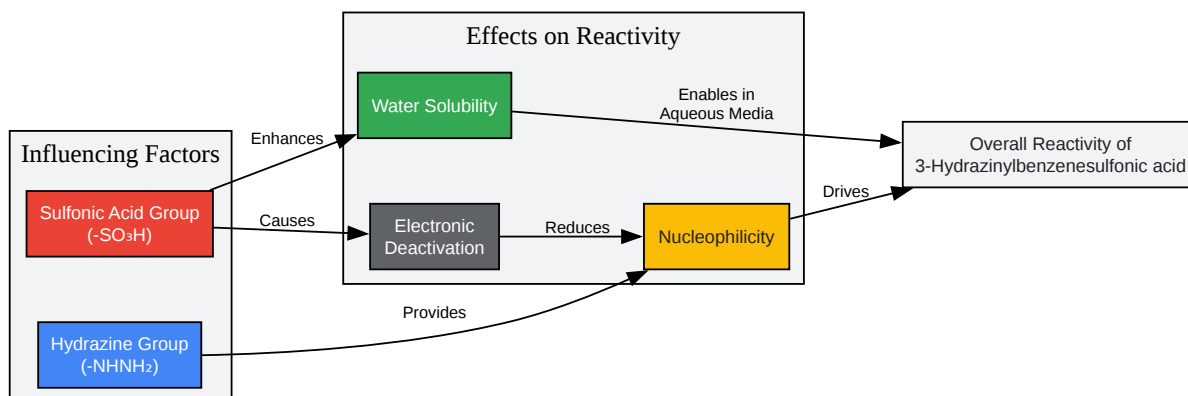 Effects on Reactivity
Water Solubility
Enables in
Aqueous Media
Enhances
Overall Reactivity of
3-Hydrazinylbenzenesulfonic acid
Influencing Factors
Sulfonic Acid Group
(-SO₃H)
Causes
Electronic
Deactivation
Reduces
Nucleophilicity
Drives
Provides
Hydrazine Group
(-NHNH₂)